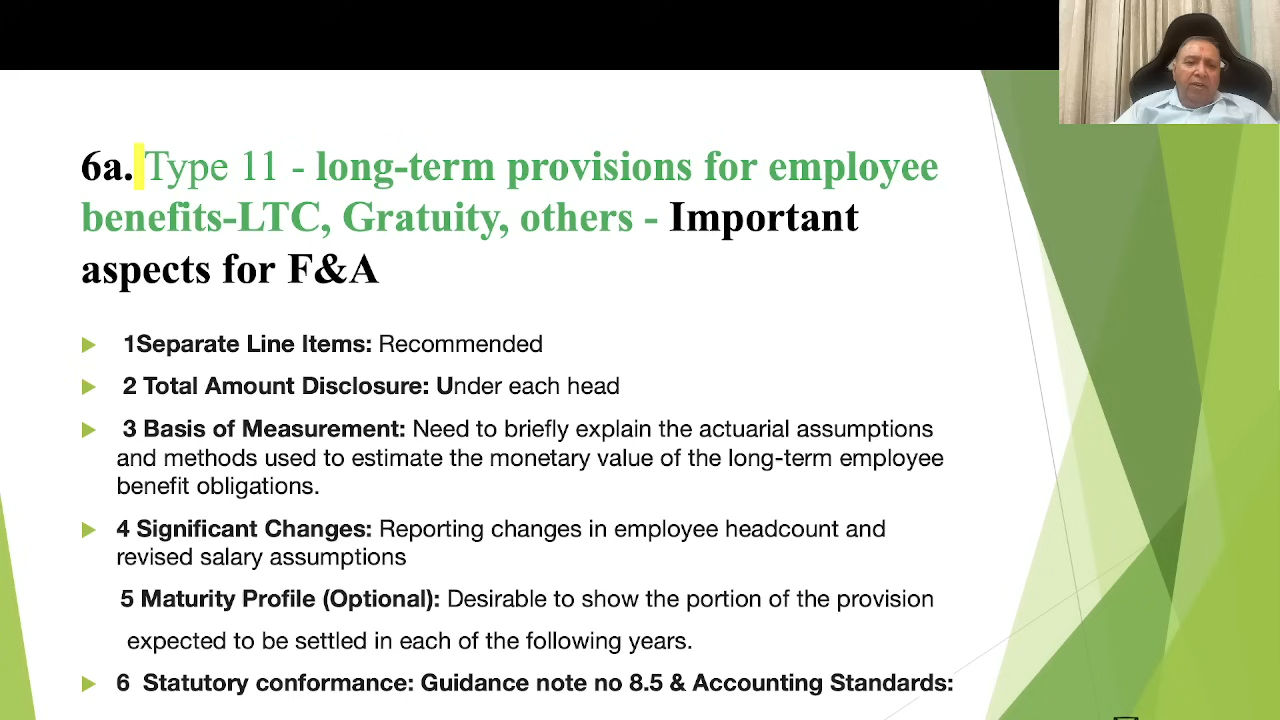 6a. Type 11 - long-term provisions for employee
benefits-LTC, Gratuity, others - Important
aspects for F&A
1Separate Line Items: Recommended
2 Total Amount Disclosure: Under each head
3 Basis of Measurement: Need to briefly explain the actuarial assumptions
and methods used to estimate the monetary value of the long-term employee
benefit obligations.
4 Significant Changes: Reporting changes in employee headcount and
revised salary assumptions
5 Maturity Profile (Optional): Desirable to show the portion of the provision
expected to be settled in each of the following years.
6 Statutory conformance: Guidance note no 8.5 & Accounting Standards: